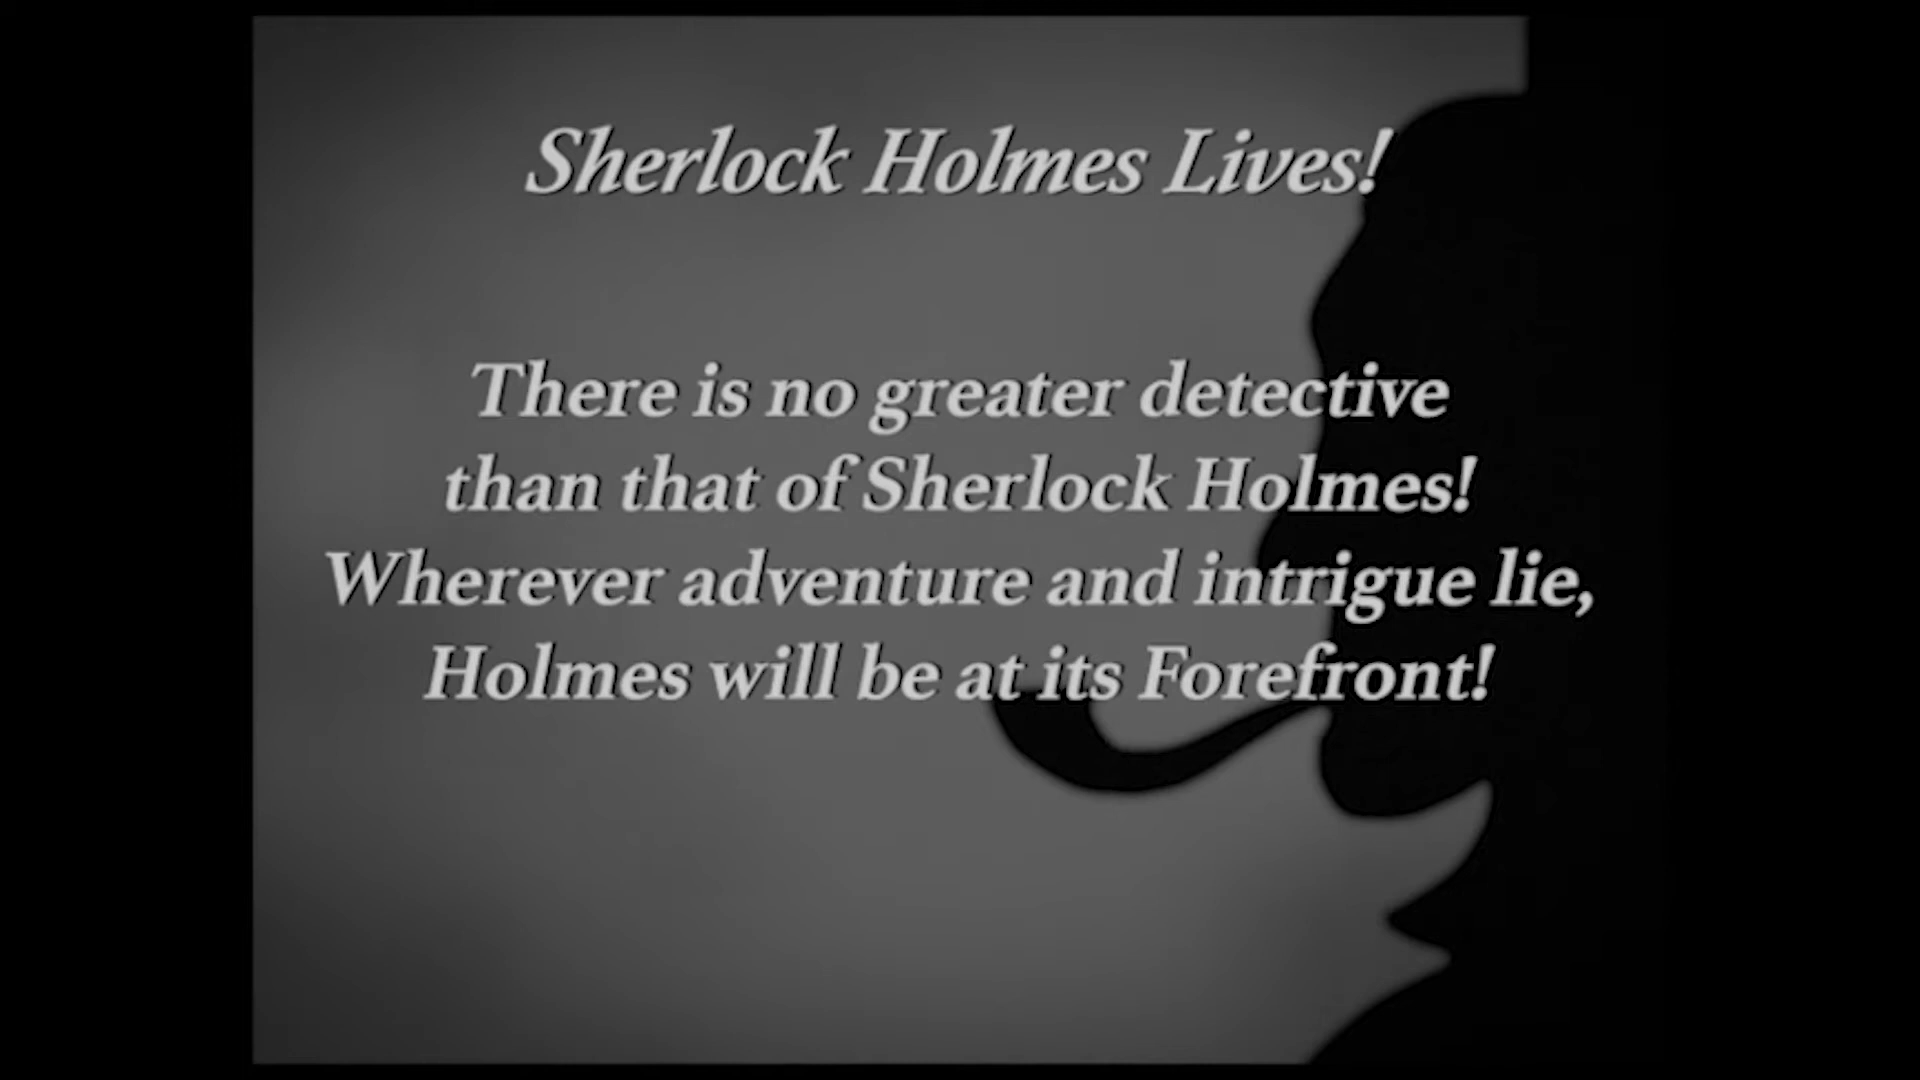 Sherlock Holmes Lives!
There is no greater detective
than that of Sherlock Holmes!
Wherever adventure and intrigue lie,
Holmes will be at its Forefront!